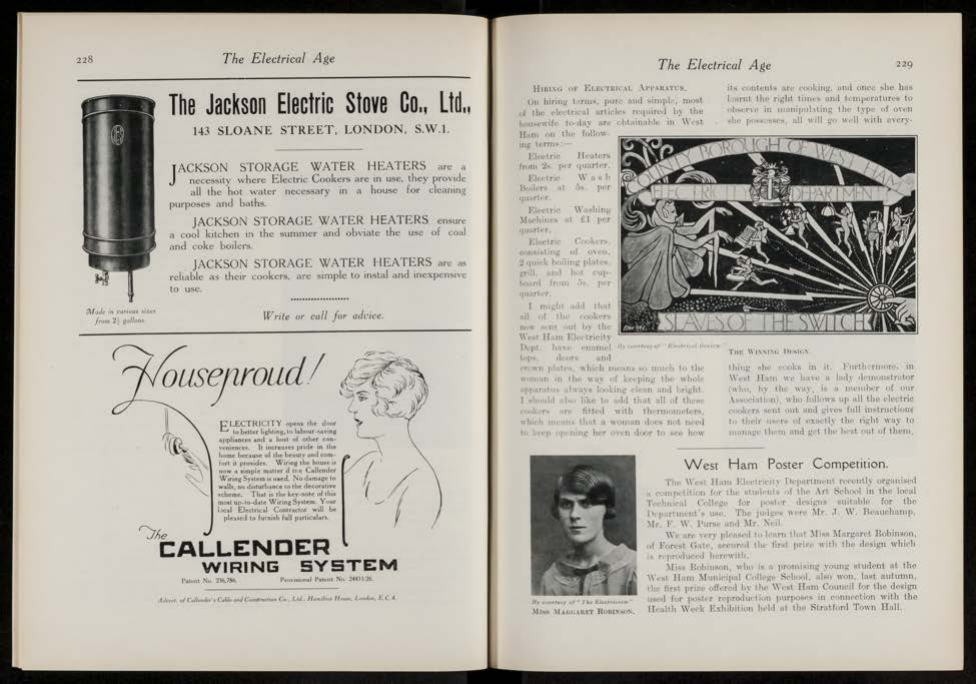 228
The Electrical Age
The Jackson Electric Stove Co., Ltd.,
143 SLOANE STREET, LONDON, S.W.1.
JACKSON STORAGE WATER HEATERS are a
necessity where Electric Cookers are in use, they provide
all the hot water necessary in a house for cleaning
purposes and baths.
JACKSON STORAGE WATER HEATERS ensure
a cool kitchen in the summer and obviate the use of coal
and coke boilers.
JACKSON STORAGE WATER HEATERS are as
reliable as their cookers, are simple to instal and inexpensive
to use.
Made in various sizes
from 2½ gallons.
Write or call for advice.
Houseproud!
ELECTRICITY opens the door
to better lighting, to labour-saving
appliances and a host of other con-
veniences. It increases pride in the
home because of the beauty and com-
fort it provides. Wiring the house is
now a simple matter if the Callender
Wiring System is used. No damage to
walls, no disturbance to the decorative
scheme. That is the key-note of this
most up-to-date Wiring System. Your
local Electrical Contractor will be
pleased to furnish full particulars.
The
CALLENDER
WIRING SYSTEM
Patent No. 236,786. Provisional Patent No. 24431/26.
Advert. of Callender's Cable and Construction Co., Ltd., Hamilton House, London, E.C.4.
The Electrical Age
229
HIRING OF ELECTRICAL APPARATUS.
On hiring terms, pure and simple, most
of the electrical articles required by the
housewife to-day are obtainable in West
Ham on the follow-
ing terms:—
Electric Heaters
from 2s. per quarter.
Electric Wash
Boilers at 5s. per
quarter.
Electric Washing
Machines at £1 per
quarter.
Electric Cookers,
consisting of oven,
2 quick boiling plates,
grill, and hot cup-
board from 5s. per
quarter.
I might add that
all of the cookers
now sent out by the
West Ham Electricity
Dept. have enamel
tops, doors and
crown plates, which means so much to the
woman in the way of keeping the whole
apparatus always looking clean and bright.
I should also like to add that all of these
cookers are fitted with thermometers,
which means that a woman does not need
to keep opening her oven door to see how
its contents are cooking, and once she has
learnt the right times and temperatures to
observe in manipulating the type of oven
she possesses, all will go well with every-
COUNTY BOROUGH OF WEST HAM
ELECTRICITY DEPARTMENT
SLAVES OF THE SWITCH
By courtesy of "Electrical Review"
THE WINNING DESIGN.
thing she cooks in it. Furthermore, in
West Ham we have a lady demonstrator
(who, by the way, is a member of our
Association), who follows up all the electric
cookers sent out and gives full instructions
to their users of exactly the right way to
manage them and get the best out of them.
West Ham Poster Competition.
The West Ham Electricity Department recently organised
a competition for the students of the Art School in the local
Technical College for poster designs suitable for the
Department's use. The judges were Mr. J. W. Beauchamp,
Mr. F. W. Purse and Mr. Neil.
We are very pleased to learn that Miss Margaret Robinson,
of Forest Gate, secured the first prize with the design which
is reproduced herewith.
Miss Robinson, who is a promising young student at the
West Ham Municipal College School, also won, last autumn,
the first prize offered by the West Ham Council for the design
used for poster reproduction purposes in connection with the
Health Week Exhibition held at the Stratford Town Hall.
By courtesy of "The Electrician"
MISS MARGARET ROBINSON.